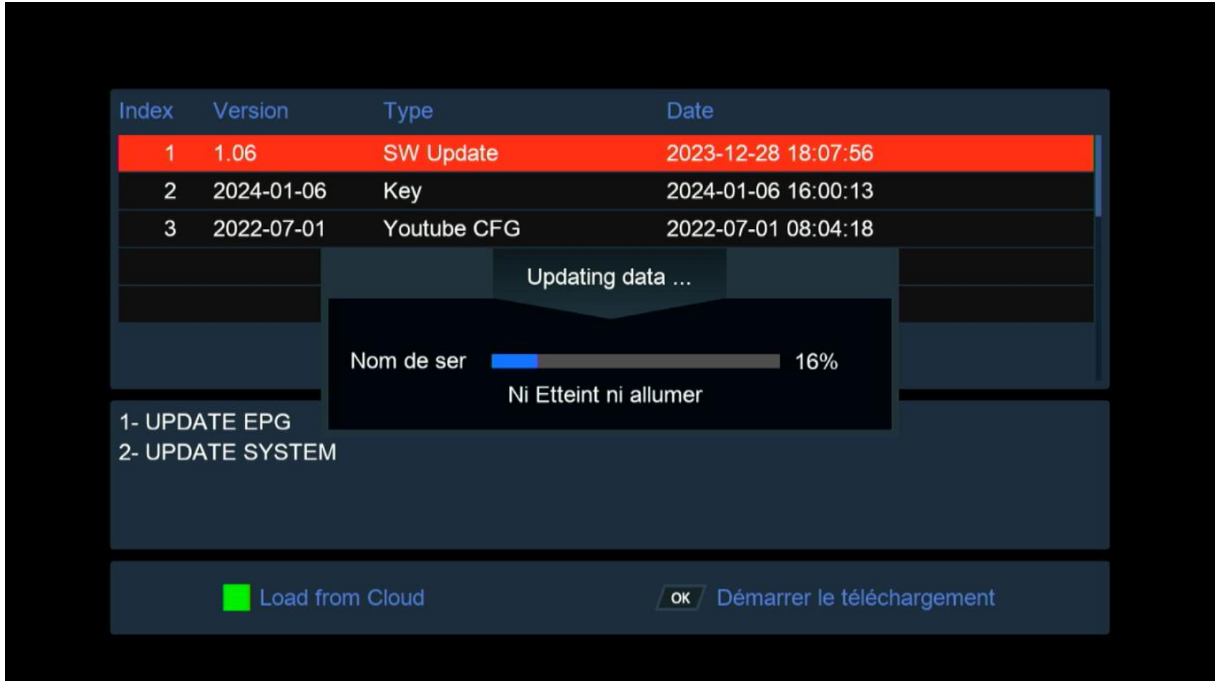 Index Version Type Date
1 1.06 SW Update 2023-12-28 18:07:56
2 2024-01-06 Key 2024-01-06 16:00:13
3 2022-07-01 Youtube CFG 2022-07-01 08:04:18
Updating data ...
Nom de ser 16%
Ni Etteint ni allumer
1- UPDATE EPG
2- UPDATE SYSTEM
Load from Cloud OK Démarrer le téléchargement